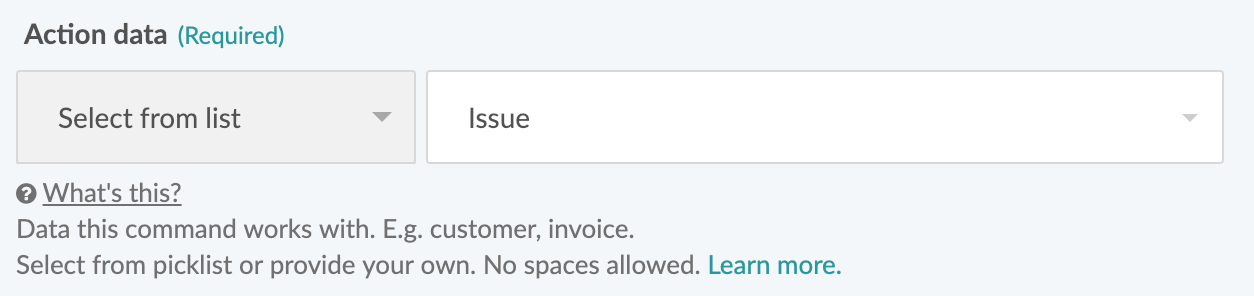 Action data (Required)
Select from list
Issue
What's this?
Data this command works with. E.g. customer, invoice.
Select from picklist or provide your own. No spaces allowed. Learn more.